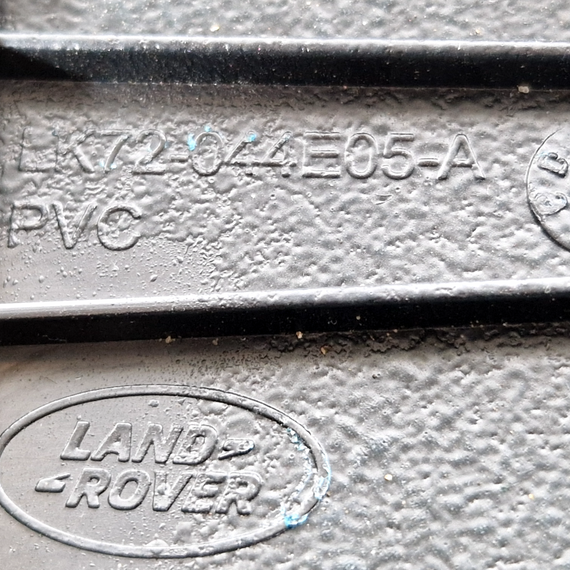 LK72-044E05-A
PVC
LAND
ROVER